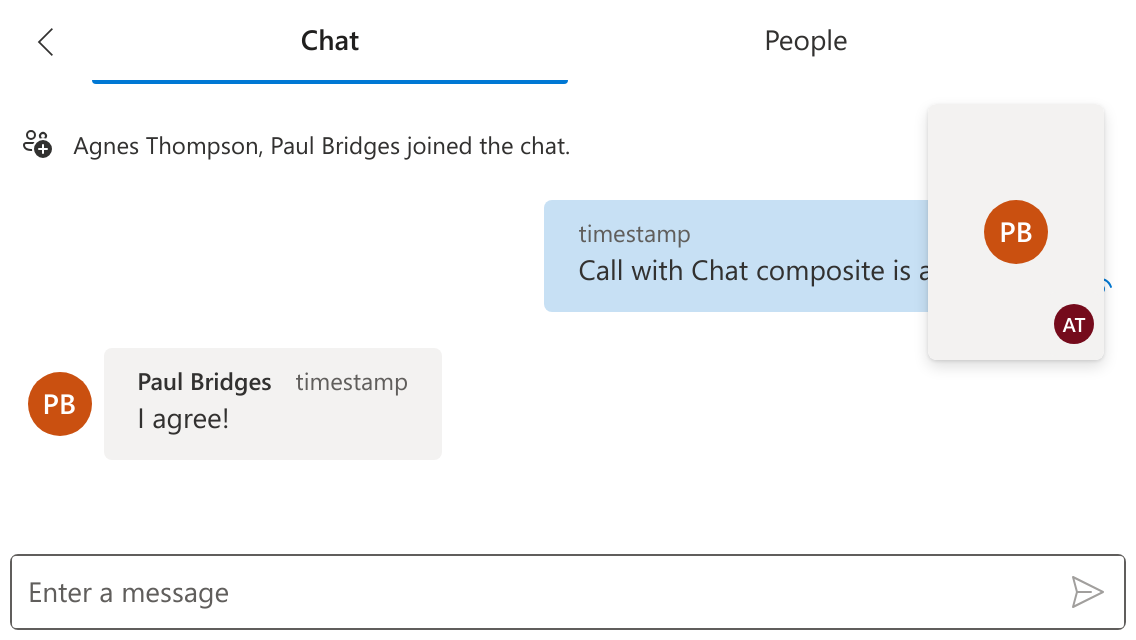 Chat
People
Agnes Thompson, Paul Bridges joined the chat.
timestamp
Call with Chat composite is
PB
AT
PB
Paul Bridges timestamp
I agree!
Enter a message